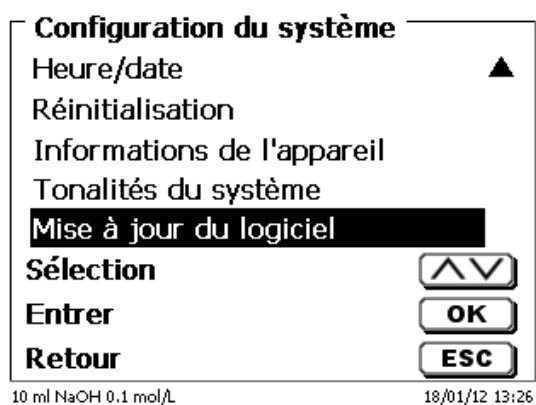 Configuration du système
Heure/date ▲
Réinitialisation
Informations de l'appareil
Tonalités du système
Mise à jour du logiciel
Sélection
Entrer OK
Retour ESC
10 ml NaOH 0.1 mol/L 18/01/12 13:26